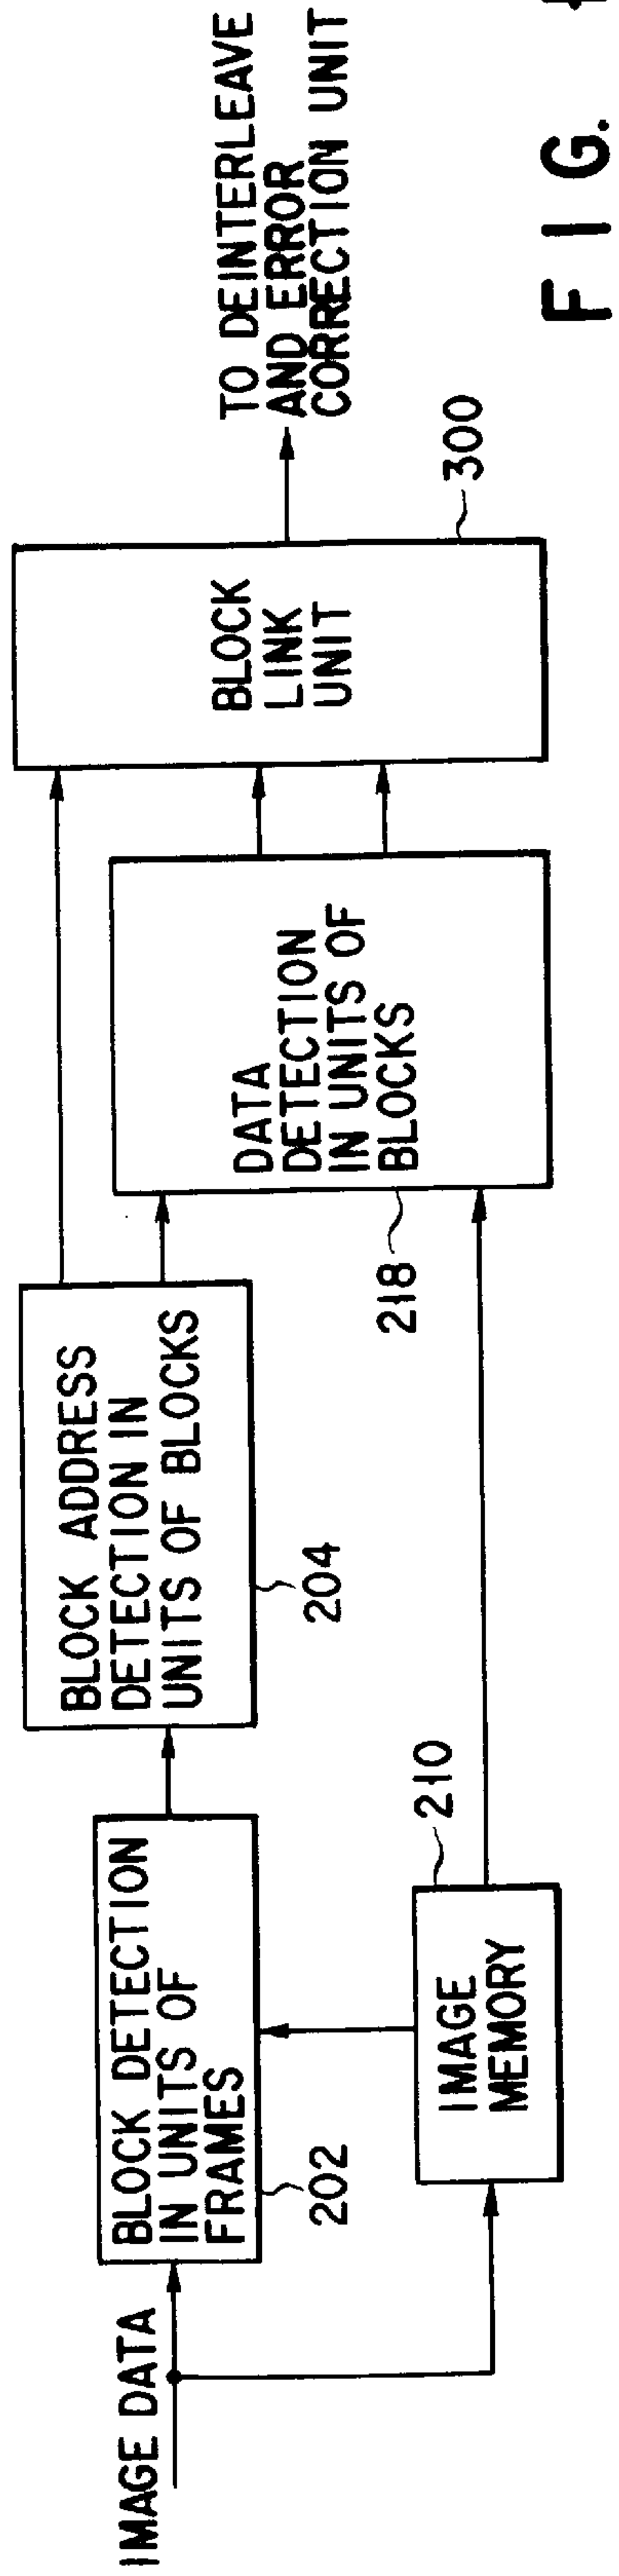 IMAGE DATA
BLOCK DETECTION
IN UNITS OF
FRAMES
202
IMAGE
MEMORY
210
BLOCK ADDRESS
DETECTION IN
UNITS OF BLOCKS
204
DATA
DETECTION
IN UNITS OF
BLOCKS
218
BLOCK
LINK
UNIT
300
TO DEINTERLEAVE
AND ERROR
CORRECTION UNIT
FIG.